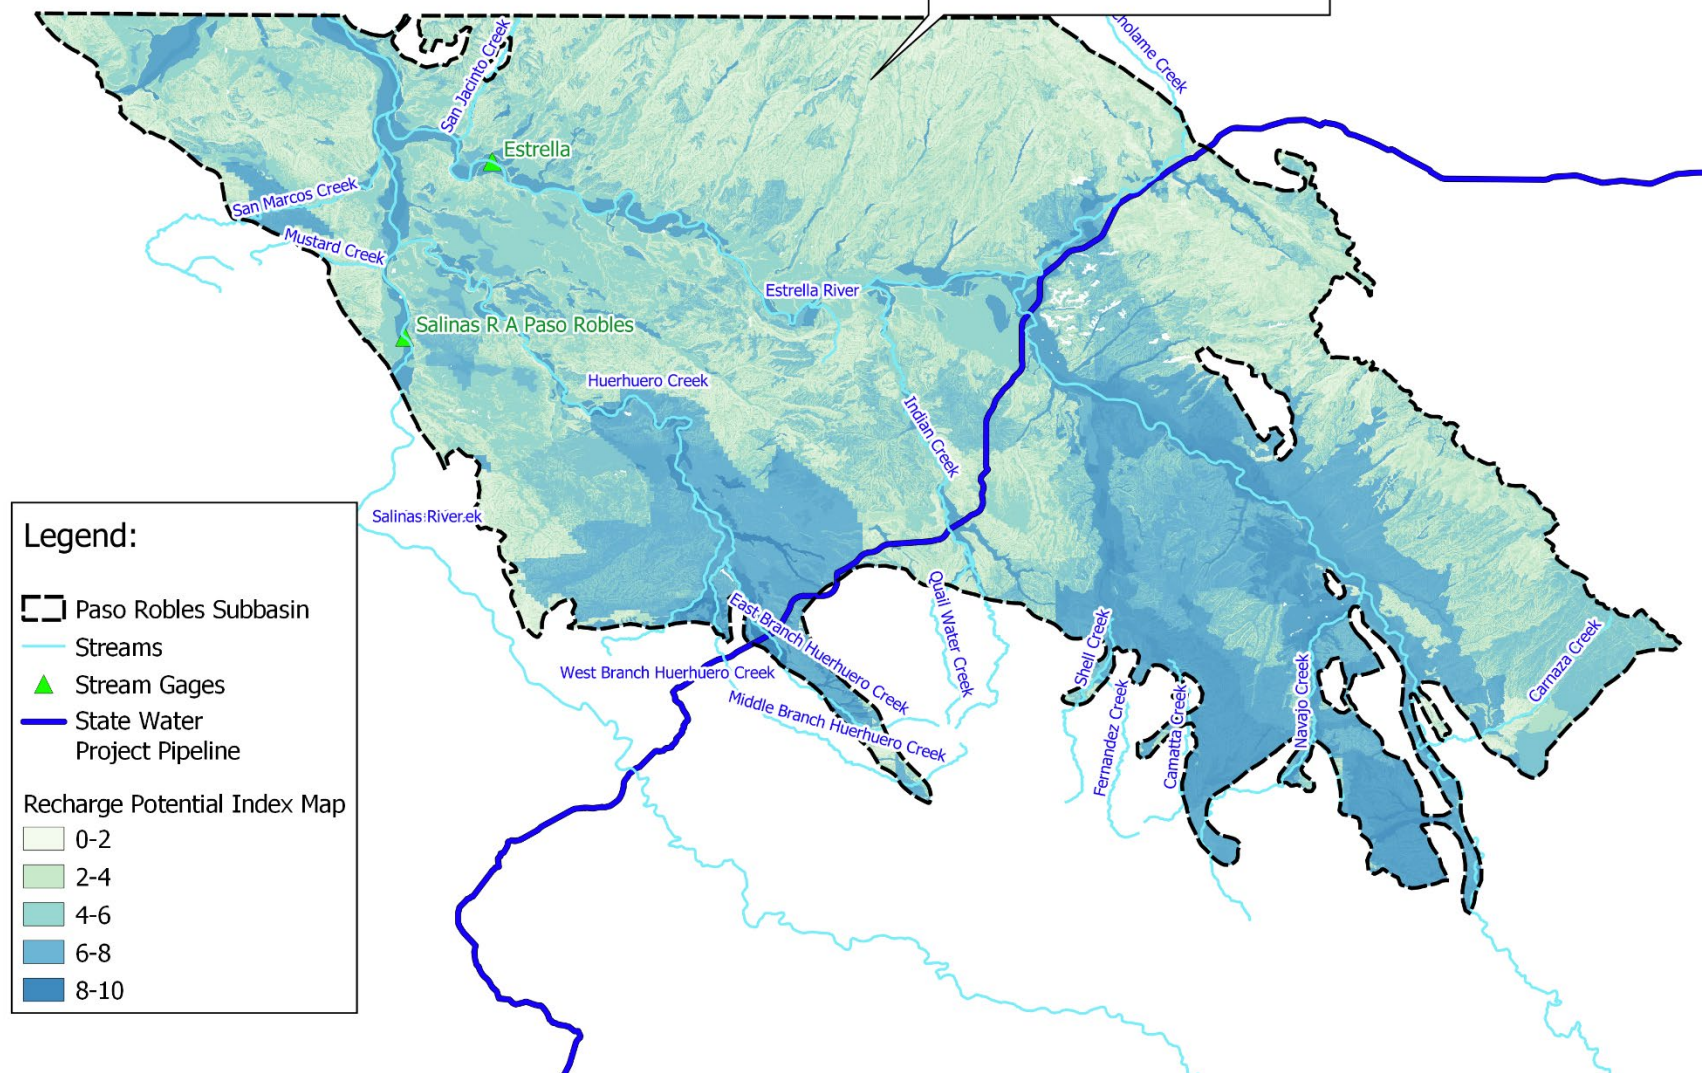 Cholame Creek
San Jacinto Creek
Estrella
San Marcos Creek
Mustard Creek
Estrella River
Salinas R A Paso Robles
Huerhuero Creek
Indian Creek
Salinas River
Quail Water Creek
East Branch Huerhuero Creek
West Branch Huerhuero Creek
Middle Branch Huerhuero Creek
Shell Creek
Fernandez Creek
Camatta Creek
Navajo Creek
Carnaza Creek
Legend:
Paso Robles Subbasin
Streams
Stream Gages
State Water
Project Pipeline
Recharge Potential Index Map
0-2
2-4
4-6
6-8
8-10